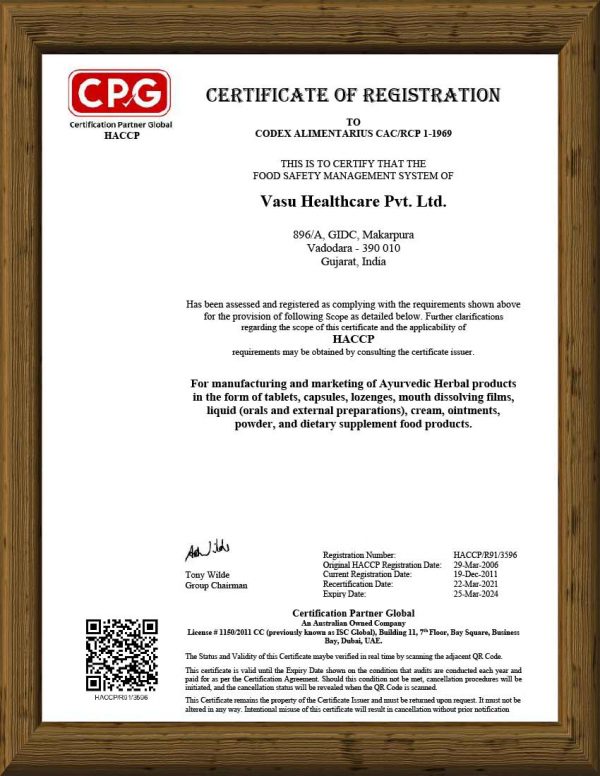 CPG
Certification Partner Global
HACCP
CERTIFICATE OF REGISTRATION
TO
CODEX ALIMENTARIUS CAC/RCP 1-1969
THIS IS TO CERTIFY THAT THE
FOOD SAFETY MANAGEMENT SYSTEM OF
Vasu Healthcare Pvt. Ltd.
896/A, GIDC, Makarpura
Vadodara - 390 010
Gujarat, India
Has been assessed and registered as complying with the requirements shown above
for the provision of following Scope as detailed below. Further clarifications
regarding the scope of this certificate and the applicability of
HACCP
requirements may be obtained by consulting the certificate issuer.
For manufacturing and marketing of Ayurvedic Herbal products
in the form of tablets, capsules, lozenges, mouth dissolving films,
liquid (orals and external preparations), cream, ointments,
powder, and dietary supplement food products.
Tony Wilde
Group Chairman
Registration Number: HACCP/R91/3596
Original HACCP Registration Date: 29-Mar-2006
Current Registration Date: 19-Dec-2011
Recertification Date: 22-Mar-2021
Expiry Date: 25-Mar-2024
Certification Partner Global
An Australian Owned Company
License # 1150/2011 CC (previously known as ISC Global), Building 11, 7th Floor, Bay Square, Business
Bay, Dubai, UAE.
The Status and Validity of this Certificate maybe verified in real time by scanning the adjacent QR Code.
This certificate is valid until the Expiry Date shown on the condition that audits are conducted each year and
paid for as per the Certification Agreement. Should this condition not be met, cancellation procedures will be
initiated, and the cancellation status will be revealed when the QR Code is scanned.
This Certificate remains the property of the Certificate Issuer and must be returned upon request. It must not be
altered in any way. Intentional misuse of this certificate will result in cancellation without prior notification
HACCP/R91/3596